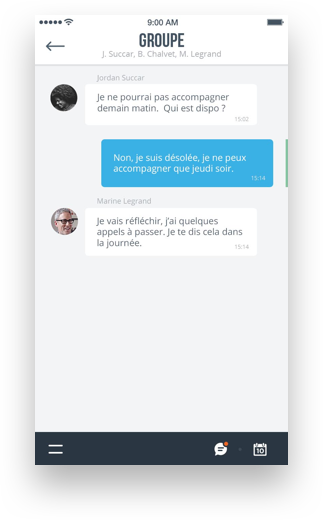 9:00 AM
GROUPE
J. Succar, B. Chalvet, M. Legrand
Jordan Succar
Je ne pourrai pas accompagner
demain matin. Qui est dispo ?
15:02
Non, je suis désolée, je ne peux
accompagner que jeudi soir.
15:14
Marine Legrand
Je vais réfléchir, j'ai quelques
appels à passer. Je te dis cela dans
la journée.
15:14
10